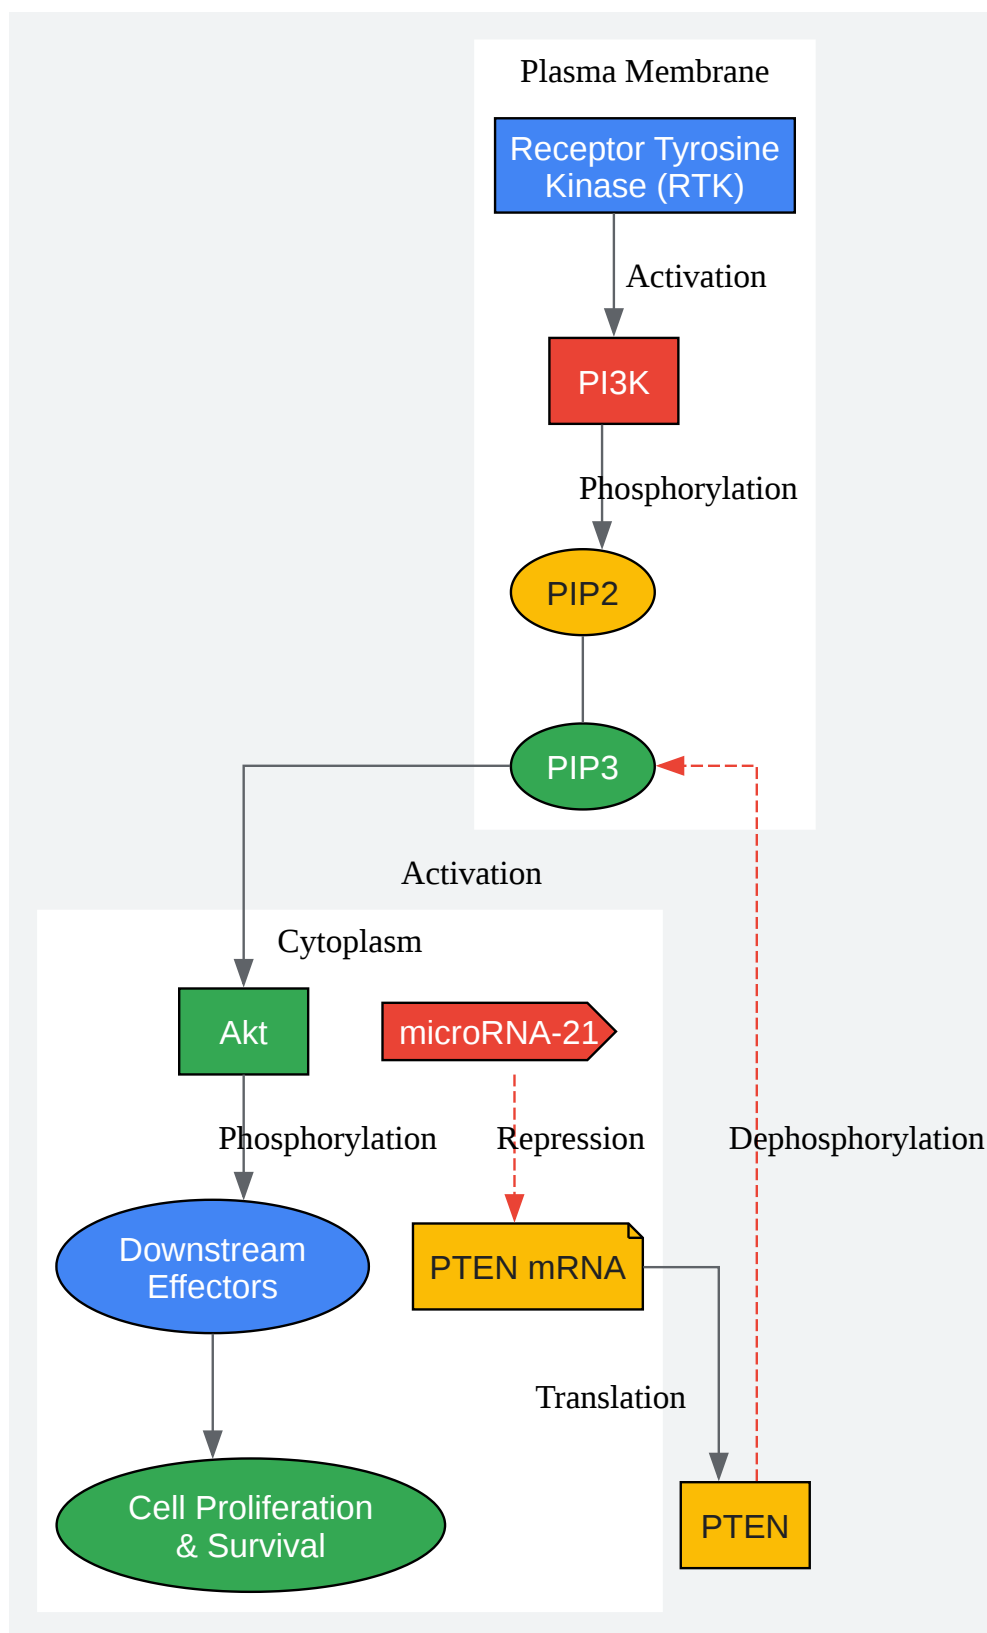 Plasma Membrane
Receptor Tyrosine
Kinase (RTK)
Activation
PI3K
Phosphorylation
PIP2
PIP3
Activation
Cytoplasm
Akt
microRNA-21
Phosphorylation
Repression
Dephosphorylation
Downstream
Effectors
PTEN mRNA
Translation
Cell Proliferation
& Survival
PTEN